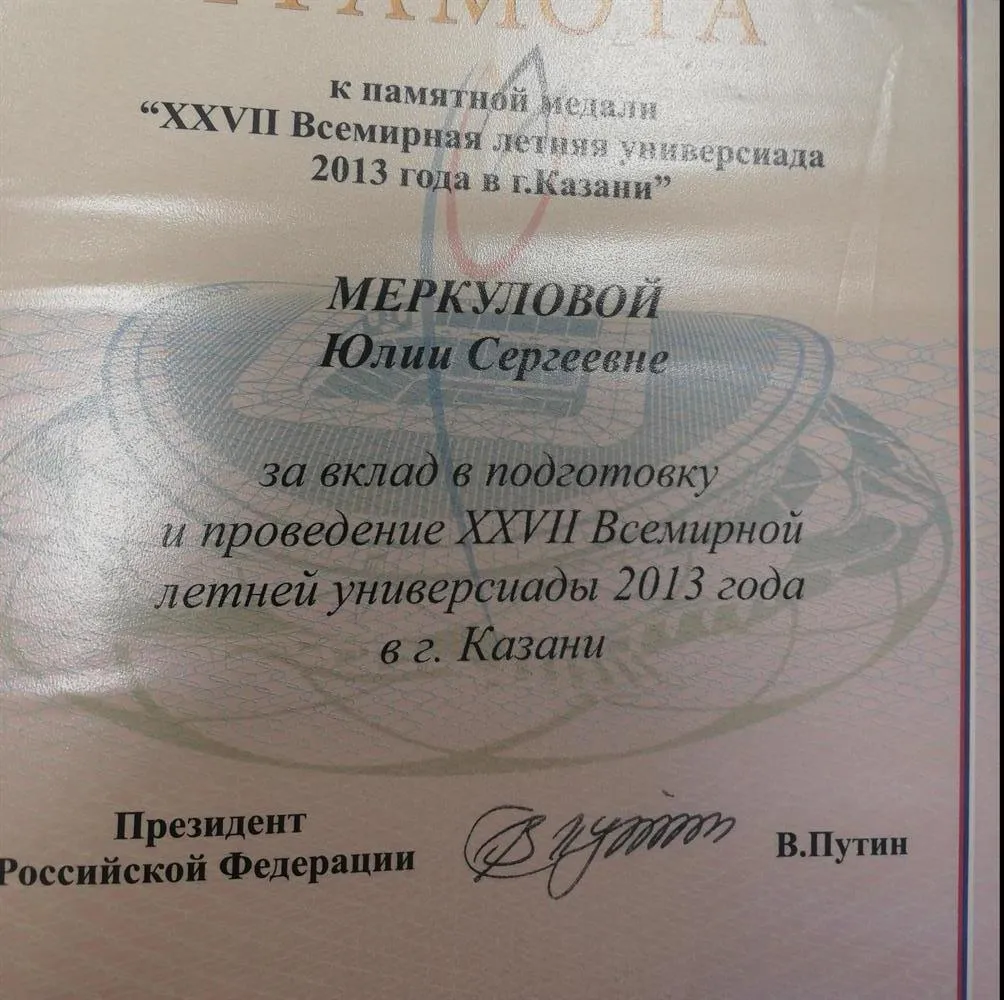 ГРАМОТА
к памятной медали
“XXVII Всемирная летняя универсиада
2013 года в г.Казани”
МЕРКУЛОВОЙ
Юлии Сергеевне
за вклад в подготовку
и проведение XXVII Всемирной
летней универсиады 2013 года
в г. Казани
Президент
Российской Федерации
В.Путин